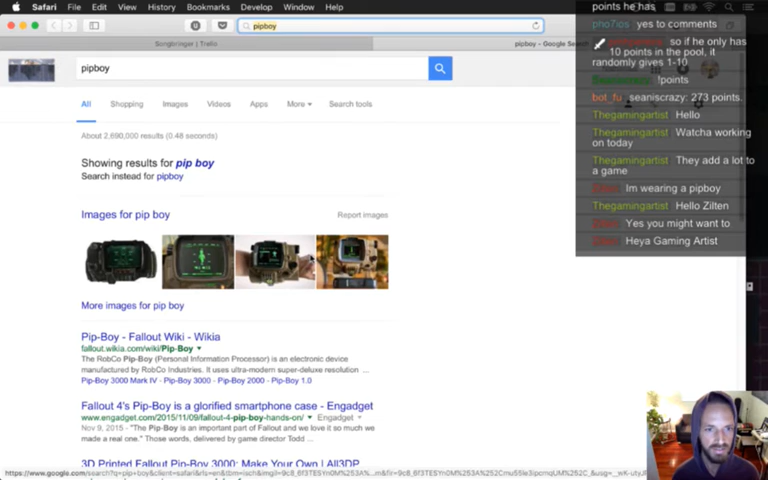 Safari File Edit View History Bookmarks Develop Window Help
pipboy
Songbringer | Trello
pipboy - Google Search
pipboy
All Shopping Images Videos Apps More Search tools
About 2,690,000 results (0.48 seconds)
Showing results for pip boy
Search instead for pipboy
Images for pip boy
Report images
More images for pip boy
Pip-Boy - Fallout Wiki - Wikia
fallout.wikia.com/wiki/Pip-Boy
The RobCo Pip-Boy (Personal Information Processor) is an electronic device
manufactured by RobCo Industries. It uses ultra-modern super-deluxe resolution ...
Pip-Boy 3000 Mark IV - Pip-Boy 3000 - Pip-Boy 2000 - Pip-Boy 1.0
Fallout 4's Pip-Boy is a glorified smartphone case - Engadget
www.engadget.com/2015/11/09/fallout-4-pip-boy-hands-on/ Engadget
Nov 9, 2015 - "The Pip-Boy is an important part of Fallout and we love it so much we
made a real one." Those words, delivered by game director Todd ...
3D Printed Fallout Pip-Boy 3000: Make Your Own | All3DP
points he has
pho7ios yes to comments
so if he only has
10 points in the pool, it
randomly gives 1-10
seaniscrazy: !points
bot_fu seaniscrazy: 273 points.
Thegamingartist Hello
Thegamingartist Watcha working
on today
Thegamingartist They add a lot to
a game
Im wearing a pipboy
Thegamingartist Hello Zilten
Yes you might want to
Heya Gaming Artist